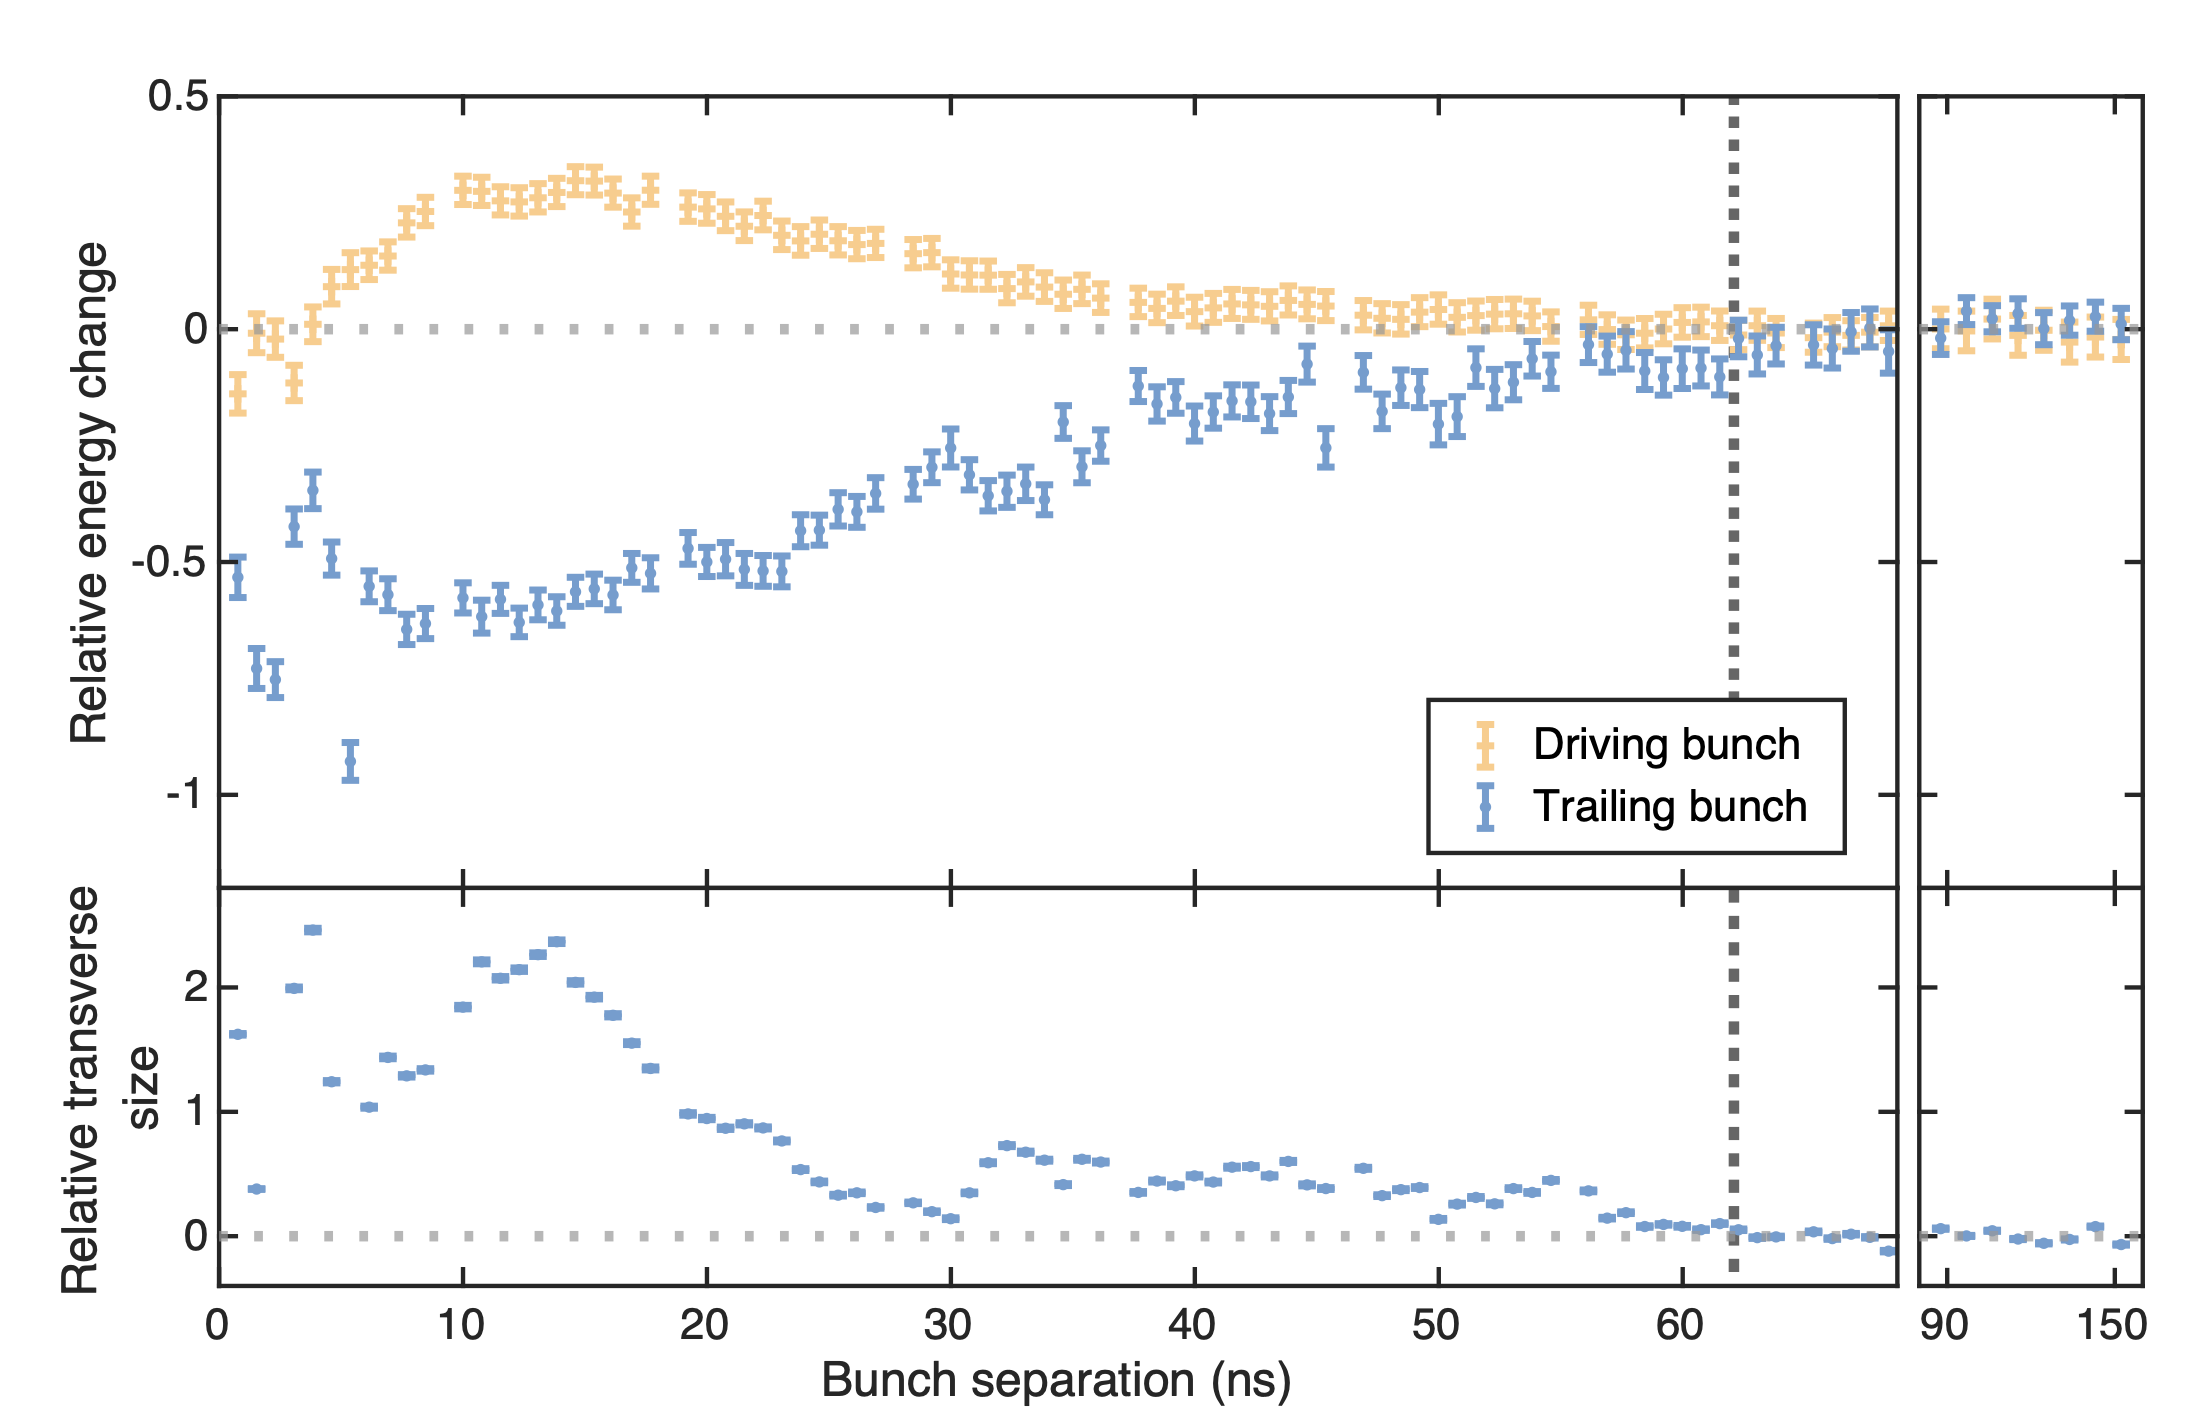 0.5
0
-0.5
-1
Relative energy change
Driving bunch
Trailing bunch
2
1
0
Relative transverse
size
0 10 20 30 40 50 60 90 150
Bunch separation (ns)